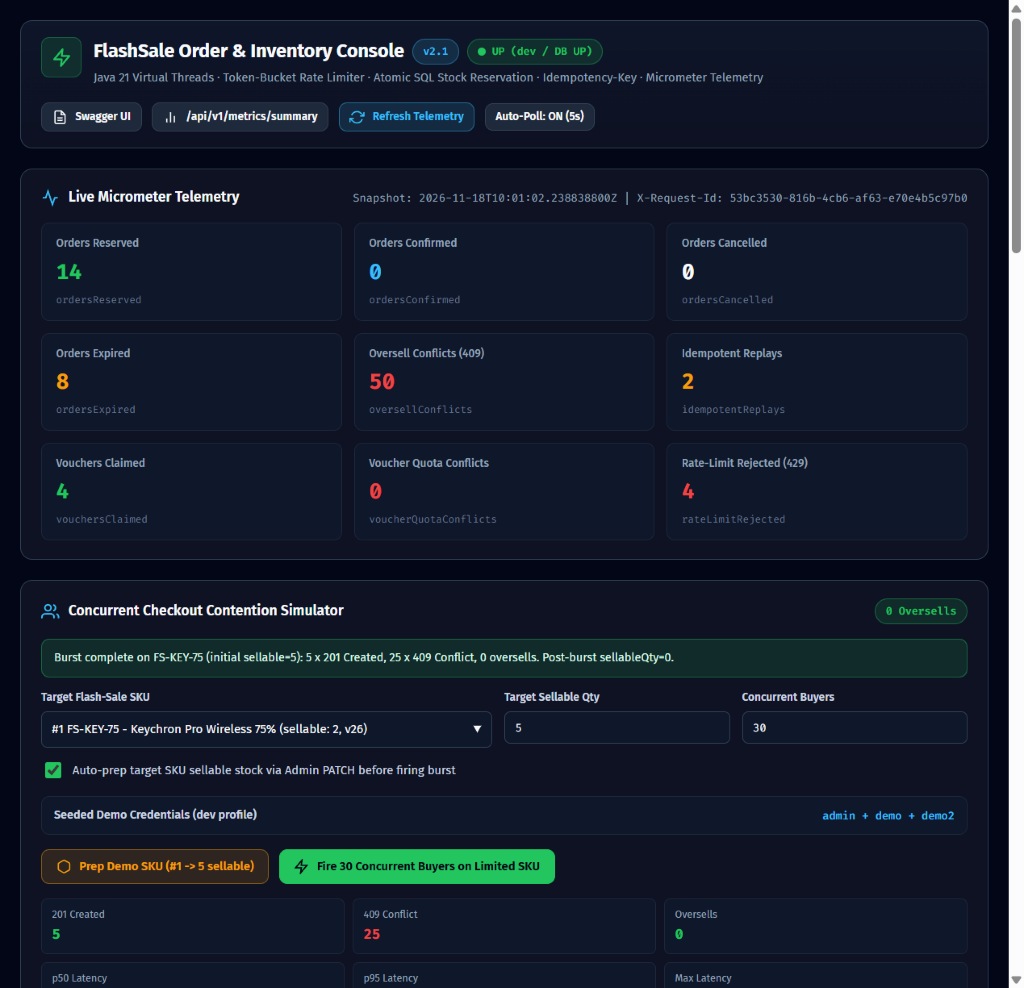 FlashSale Order & Inventory Console v2.1 UP (dev / DB UP)
Java 21 Virtual Threads · Token-Bucket Rate Limiter · Atomic SQL Stock Reservation · Idempotency-Key · Micrometer Telemetry
Swagger UI /api/v1/metrics/summary Refresh Telemetry Auto-Poll: ON (5s)
Live Micrometer Telemetry Snapshot: 2026-11-18T10:01:02.238838800Z | X-Request-Id: 53bc3530-816b-4cb6-af63-e70e4b5c97b0
Orders Reserved
14
ordersReserved
Orders Confirmed
0
ordersConfirmed
Orders Cancelled
0
ordersCancelled
Orders Expired
8
ordersExpired
Oversell Conflicts (409)
50
oversellConflicts
Idempotent Replays
2
idempotentReplays
Vouchers Claimed
4
vouchersClaimed
Voucher Quota Conflicts
0
voucherQuotaConflicts
Rate-Limit Rejected (429)
4
rateLimitRejected
Concurrent Checkout Contention Simulator 0 Oversells
Burst complete on FS-KEY-75 (initial sellable=5): 5 x 201 Created, 25 x 409 Conflict, 0 oversells. Post-burst sellableQty=0.
Target Flash-Sale SKU
#1 FS-KEY-75 - Keychron Pro Wireless 75% (sellable: 2, v26)
Target Sellable Qty
5
Concurrent Buyers
30
Auto-prep target SKU sellable stock via Admin PATCH before firing burst
Seeded Demo Credentials (dev profile) admin + demo + demo2
Prep Demo SKU (#1 -> 5 sellable) Fire 30 Concurrent Buyers on Limited SKU
201 Created
5
409 Conflict
25
Oversells
0
p50 Latency
p95 Latency
Max Latency